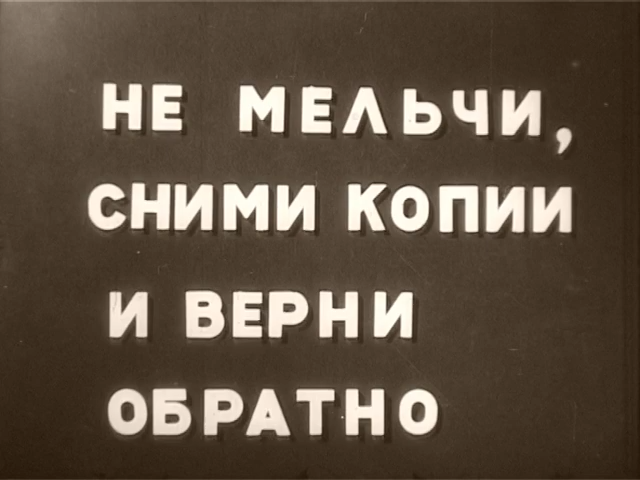 НЕ МЕЛЬЧИ,
СНИМИ КОПИИ
И ВЕРНИ
ОБРАТНО